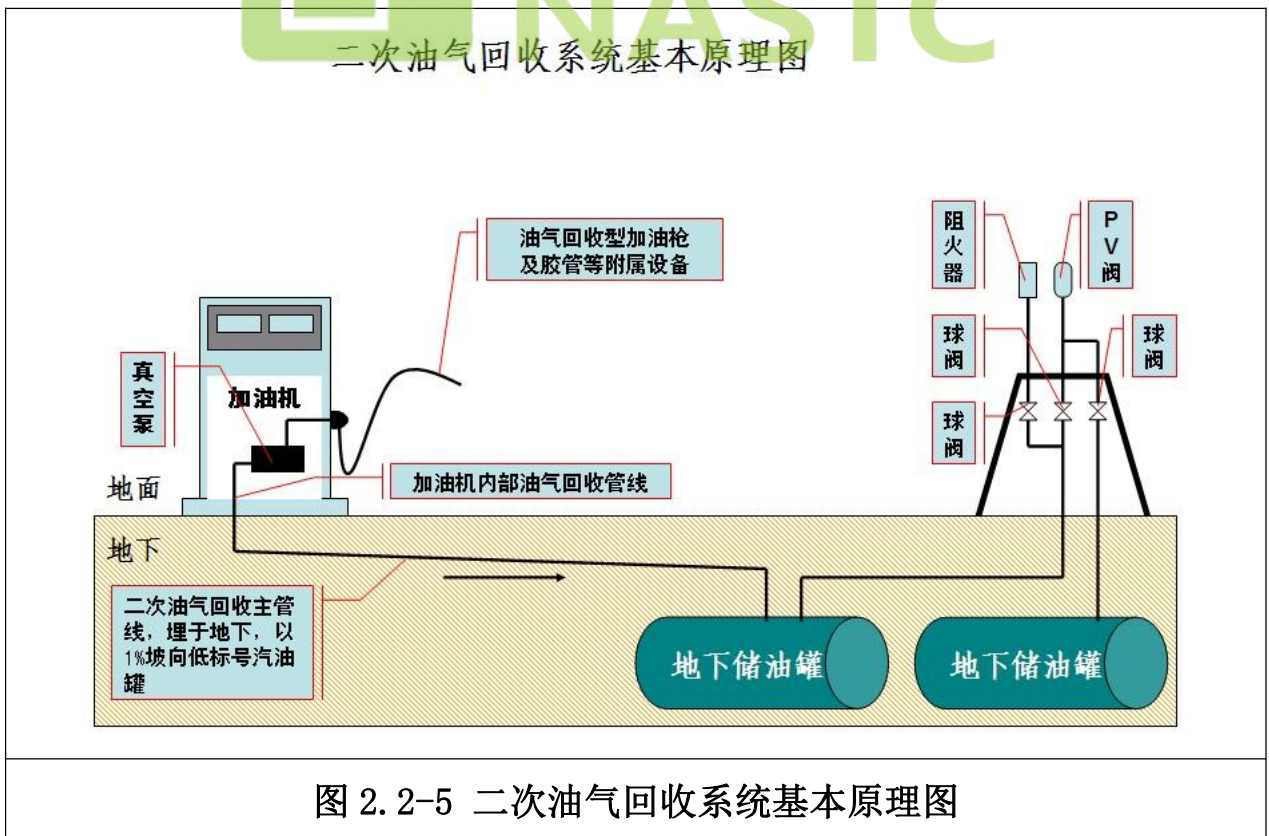 NASTC
二次油气回收系统基本原理图
油气回收型加油枪
及胶管等附属设备
阻
火
器
P
V
阀
球
阀
球
阀
球
阀
真
空
泵
加油机
加油机内部油气回收管线
地面
地下
二次油气回收主管
线，埋于地下，以
1%坡向低标号汽油
罐
地下储油罐
地下储油罐
图 2.2-5 二次油气回收系统基本原理图